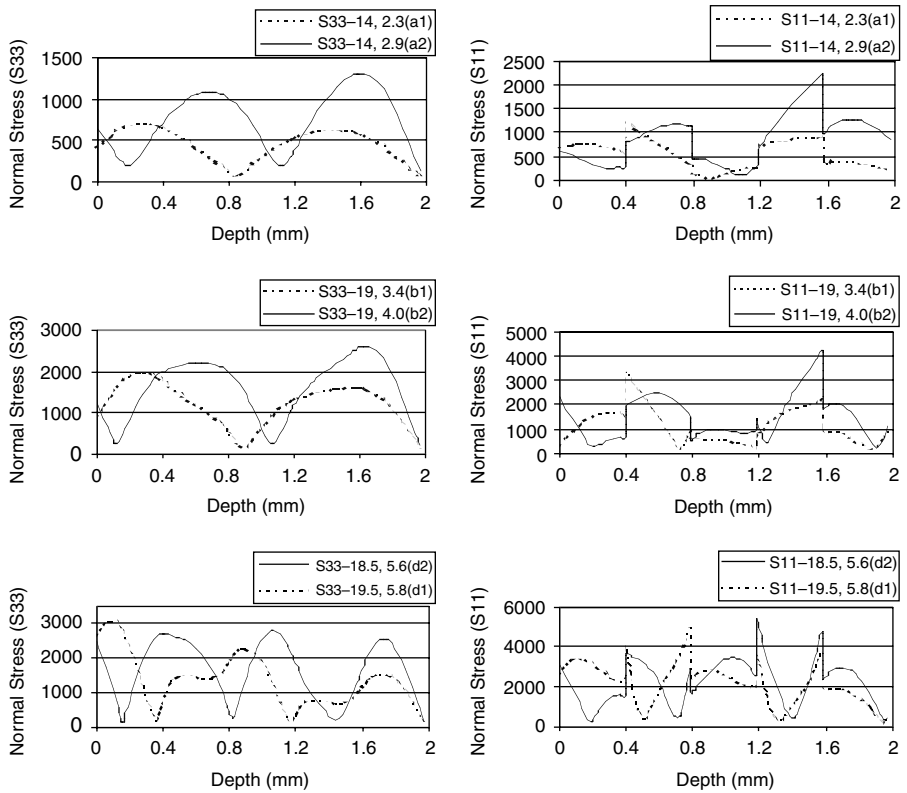 S33–14, 2.3(a1)
S33–14, 2.9(a2)
Normal Stress (S33)
1500
1000
500
0
0 0.4 0.8 1.2 1.6 2
Depth (mm)
S11–14, 2.3(a1)
S11–14, 2.9(a2)
Normal Stress (S11)
2500
2000
1500
1000
500
0
0 0.4 0.8 1.2 1.6 2
Depth (mm)
S33–19, 3.4(b1)
S33–19, 4.0(b2)
Normal Stress (S33)
3000
2000
1000
0
0 0.4 0.8 1.2 1.6 2
Depth (mm)
S11–19, 3.4(b1)
S11–19, 4.0(b2)
Normal Stress (S11)
5000
4000
3000
2000
1000
0
0 0.4 0.8 1.2 1.6 2
Depth (mm)
S33–18.5, 5.6(d2)
S33–19.5, 5.8(d1)
Normal Stress (S33)
3000
2000
1000
0
0 0.4 0.8 1.2 1.6 2
Depth (mm)
S11–18.5, 5.6(d2)
S11–19.5, 5.8(d1)
Normal Stress (S11)
6000
4000
2000
0
0 0.4 0.8 1.2 1.6 2
Depth (mm)